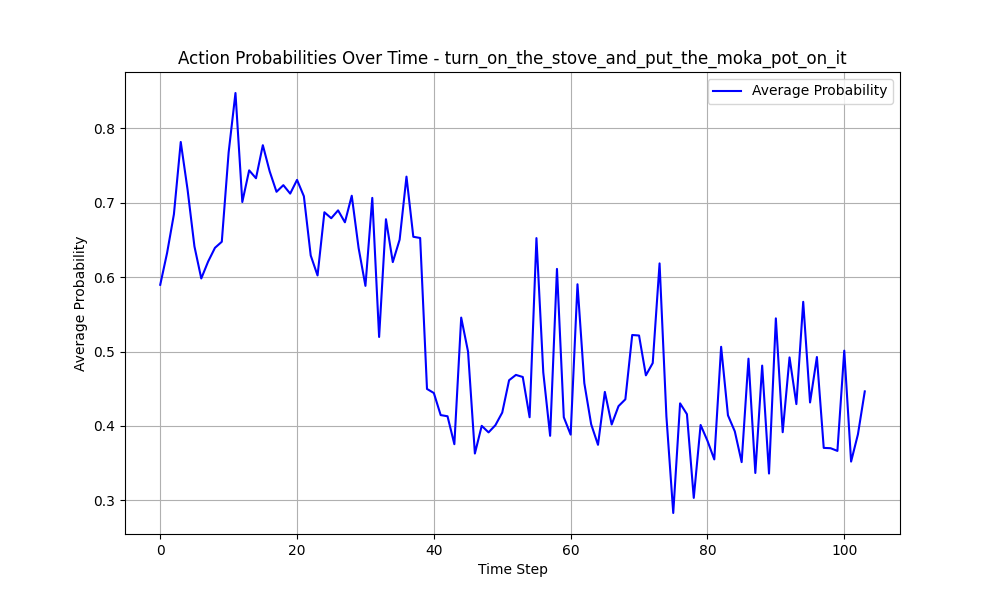 Action Probabilities Over Time - turn_on_the_stove_and_put_the_moka_pot_on_it
Average Probability
0.8
0.7
0.6
0.5
0.4
0.3
Average Probability
0 20 40 60 80 100
Time Step